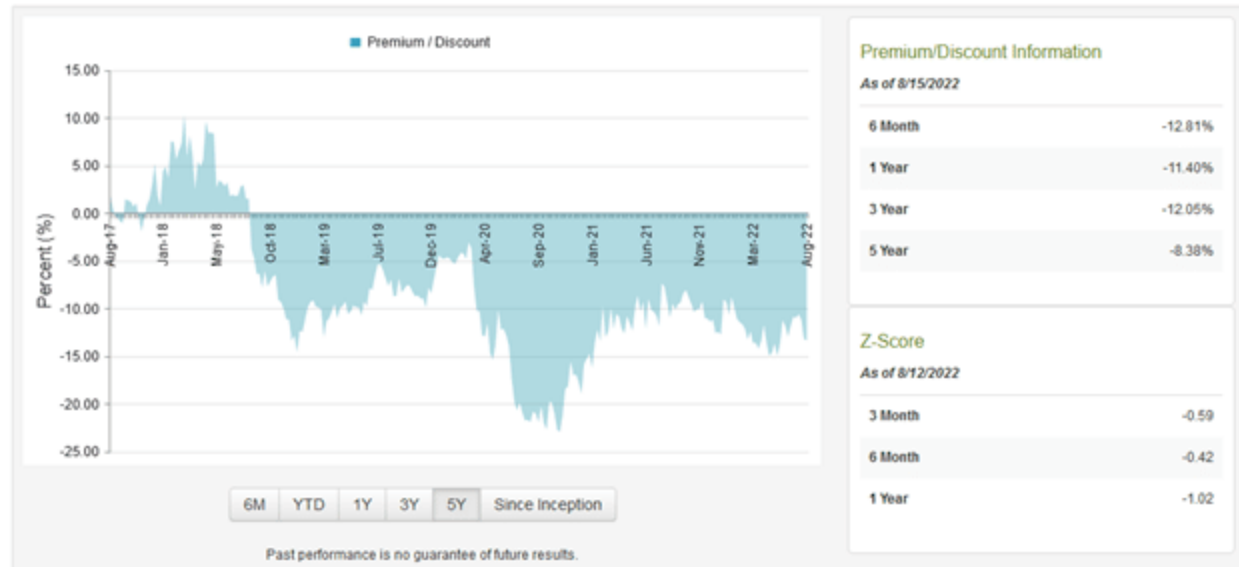 Premium / Discount
15.00
10.00
5.00
0.00
-5.00
-10.00
-15.00
-20.00
-25.00
Percent (%)
Aug-17
Jan-18
May-18
Oct-18
Mar-19
Jul-19
Dec-19
Apr-20
Sep-20
Jan-21
Jun-21
Nov-21
Mar-22
Aug-22
6M YTD 1Y 3Y 5Y Since Inception
Past performance is no guarantee of future results.
Premium/Discount Information
As of 8/15/2022
6 Month -12.81%
1 Year -11.40%
3 Year -12.05%
5 Year -8.38%
Z-Score
As of 8/12/2022
3 Month -0.59
6 Month -0.42
1 Year -1.02